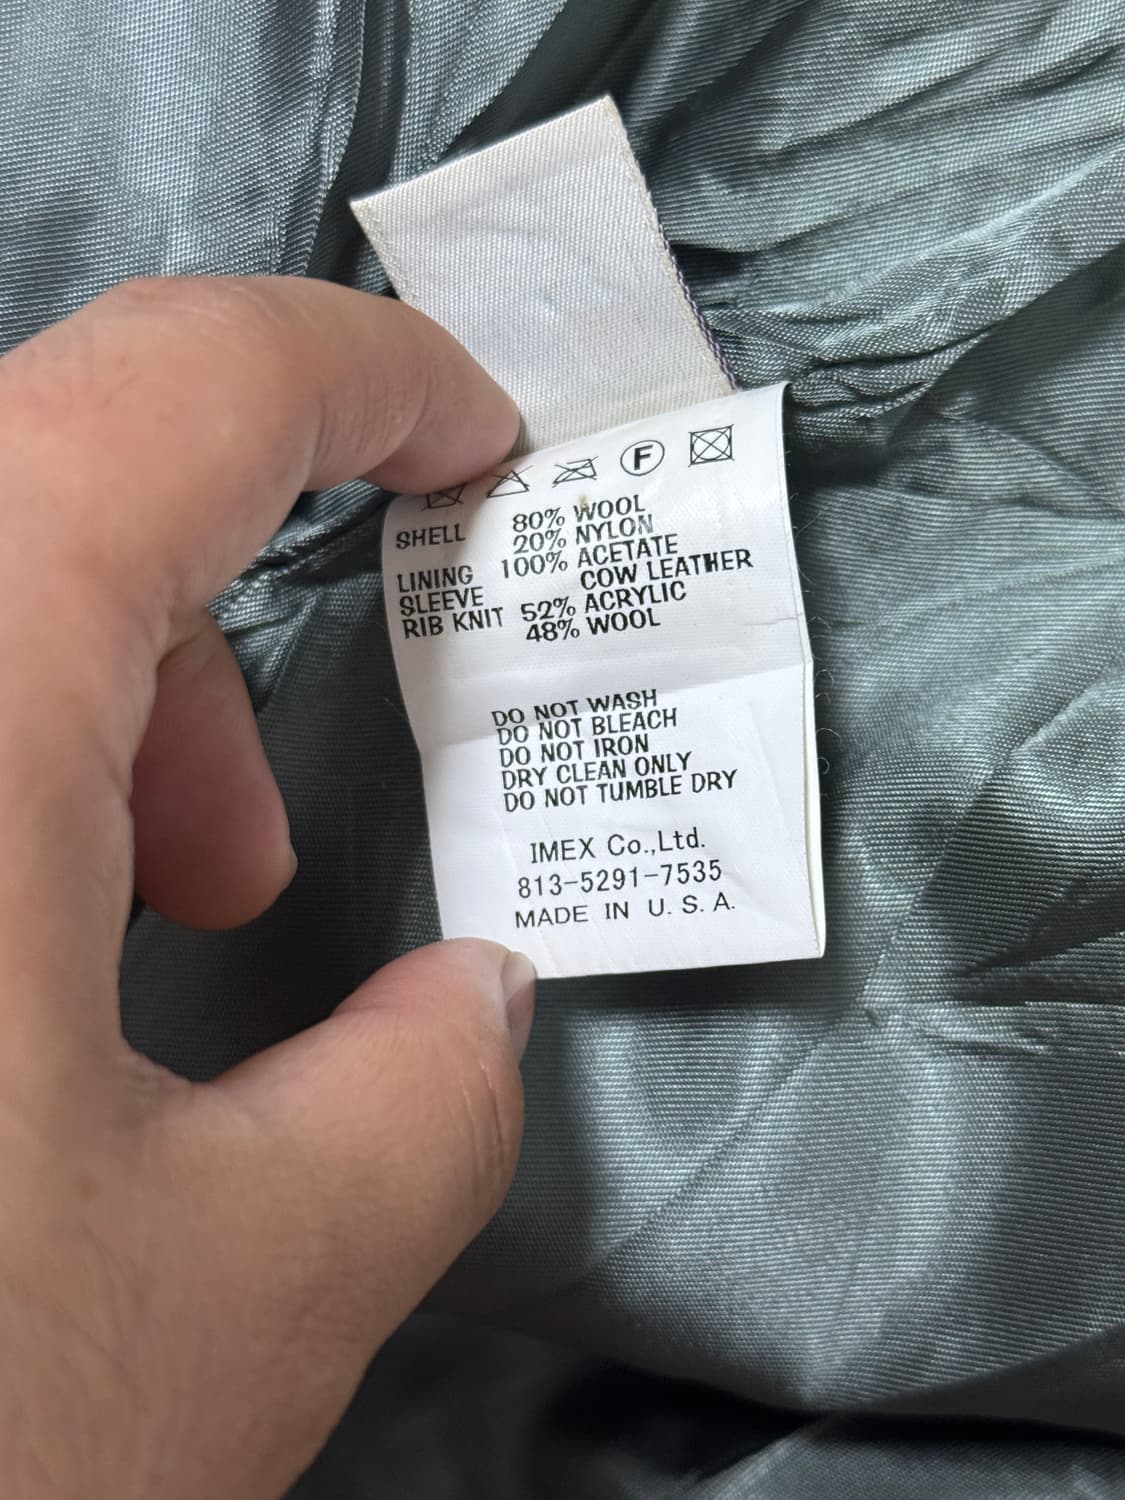 F
SHELL 80% WOOL
20% NYLON
LINING 100% ACETATE
SLEEVE COW LEATHER
RIB KNIT 52% ACRYLIC
48% WOOL
DO NOT WASH
DO NOT BLEACH
DO NOT IRON
DRY CLEAN ONLY
DO NOT TUMBLE DRY
IMEX Co.,Ltd.
813-5291-7535
MADE IN U.S.A.